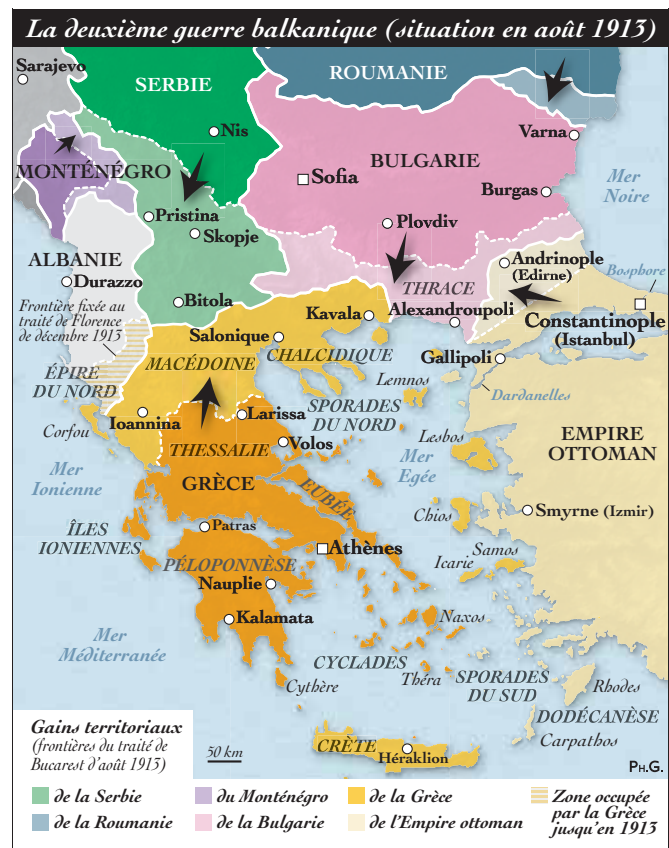 La deuxième guerre balkanique (situation en août 1913)
Sarajevo
SERBIE
ROUMANIE
Nis
Varna
MONTÉNÉGRO
BULGARIE
Mer
Noire
Sofia
Burgas
Pristina
Skopje
Plovdiv
ALBANIE
Durazzo
Andrinople
(Edirne)
Bosphore
THRACE
Frontière fixée au
traité de Florence
de décembre 1913
Bitola
Kavala
Alexandroupoli
Constantinople
(Istanbul)
Salonique
CHALCIDIQUE
Gallipoli
MACÉDOINE
ÉPIRE
DU NORD
Lemnos
Dardanelles
Ioannina
Larissa
SPORADES
DU NORD
Corfou
THESSALIE
Volos
Lesbos
EMPIRE
OTTOMAN
Mer
Ionienne
Mer
Egée
GRÈCE
EUBÉE
Chios
Smyrne (Izmir)
ÎLES
IONIENNES
Patras
Athènes
Samos
Icarie
PÉLOPONNÈSE
Nauplie
Kalamata
Naxos
Mer
Méditerranée
CYCLADES
Théra
SPORADES
DU SUD
Cythère
Rhodes
DODÉCANÈSE
Carpathos
CRÈTE
Héraklion
Gains territoriaux
(frontières du traité de
Bucarest d'août 1913)
50 km
PH.G.
de la Serbie
du Monténégro
de la Grèce
Zone occupée
par la Grèce
jusqu'en 1913
de la Roumanie
de la Bulgarie
de l'Empire ottoman